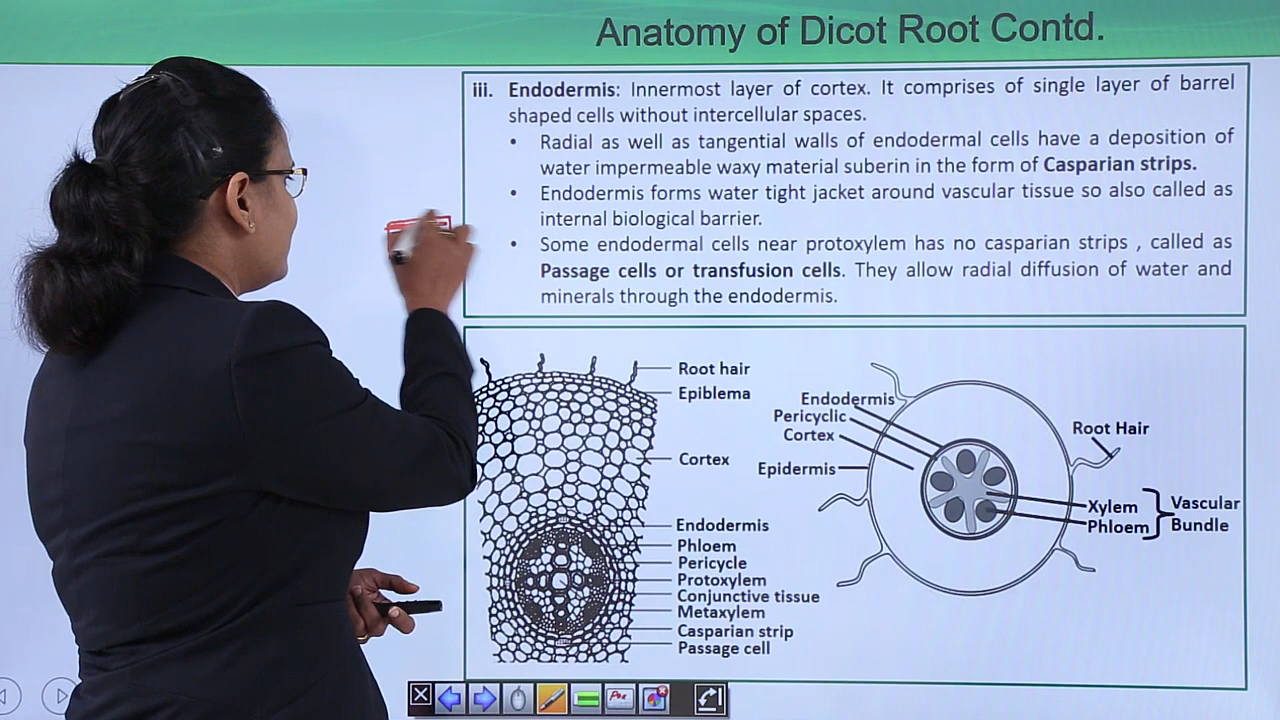 Anatomy of Dicot Root Contd.
iii. Endodermis: Innermost layer of cortex. It comprises of single layer of barrel
shaped cells without intercellular spaces.
• Radial as well as tangential walls of endodermal cells have a deposition of
water impermeable waxy material suberin in the form of Casparian strips.
• Endodermis forms water tight jacket around vascular tissue so also called as
internal biological barrier.
• Some endodermal cells near protoxylem has no casparian strips , called as
Passage cells or transfusion cells. They allow radial diffusion of water and
minerals through the endodermis.
Root hair
Epiblema
Cortex
Endodermis
Phloem
Pericycle
Protoxylem
Conjunctive tissue
Metaxylem
Casparian strip
Passage cell
Endodermis
Pericyclic
Cortex
Epidermis
Root Hair
Xylem
Phloem
Vascular
Bundle
Pen